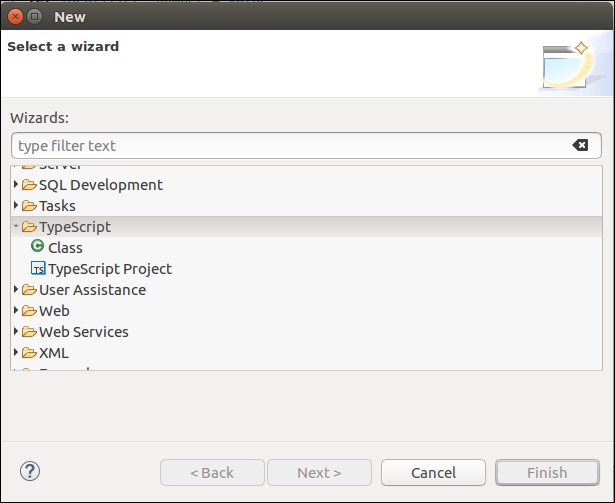 New
Select a wizard
Wizards:
type filter text
Server
SQL Development
Tasks
TypeScript
Class
TypeScript Project
User Assistance
Web
Web Services
XML
< Back
Next >
Cancel
Finish